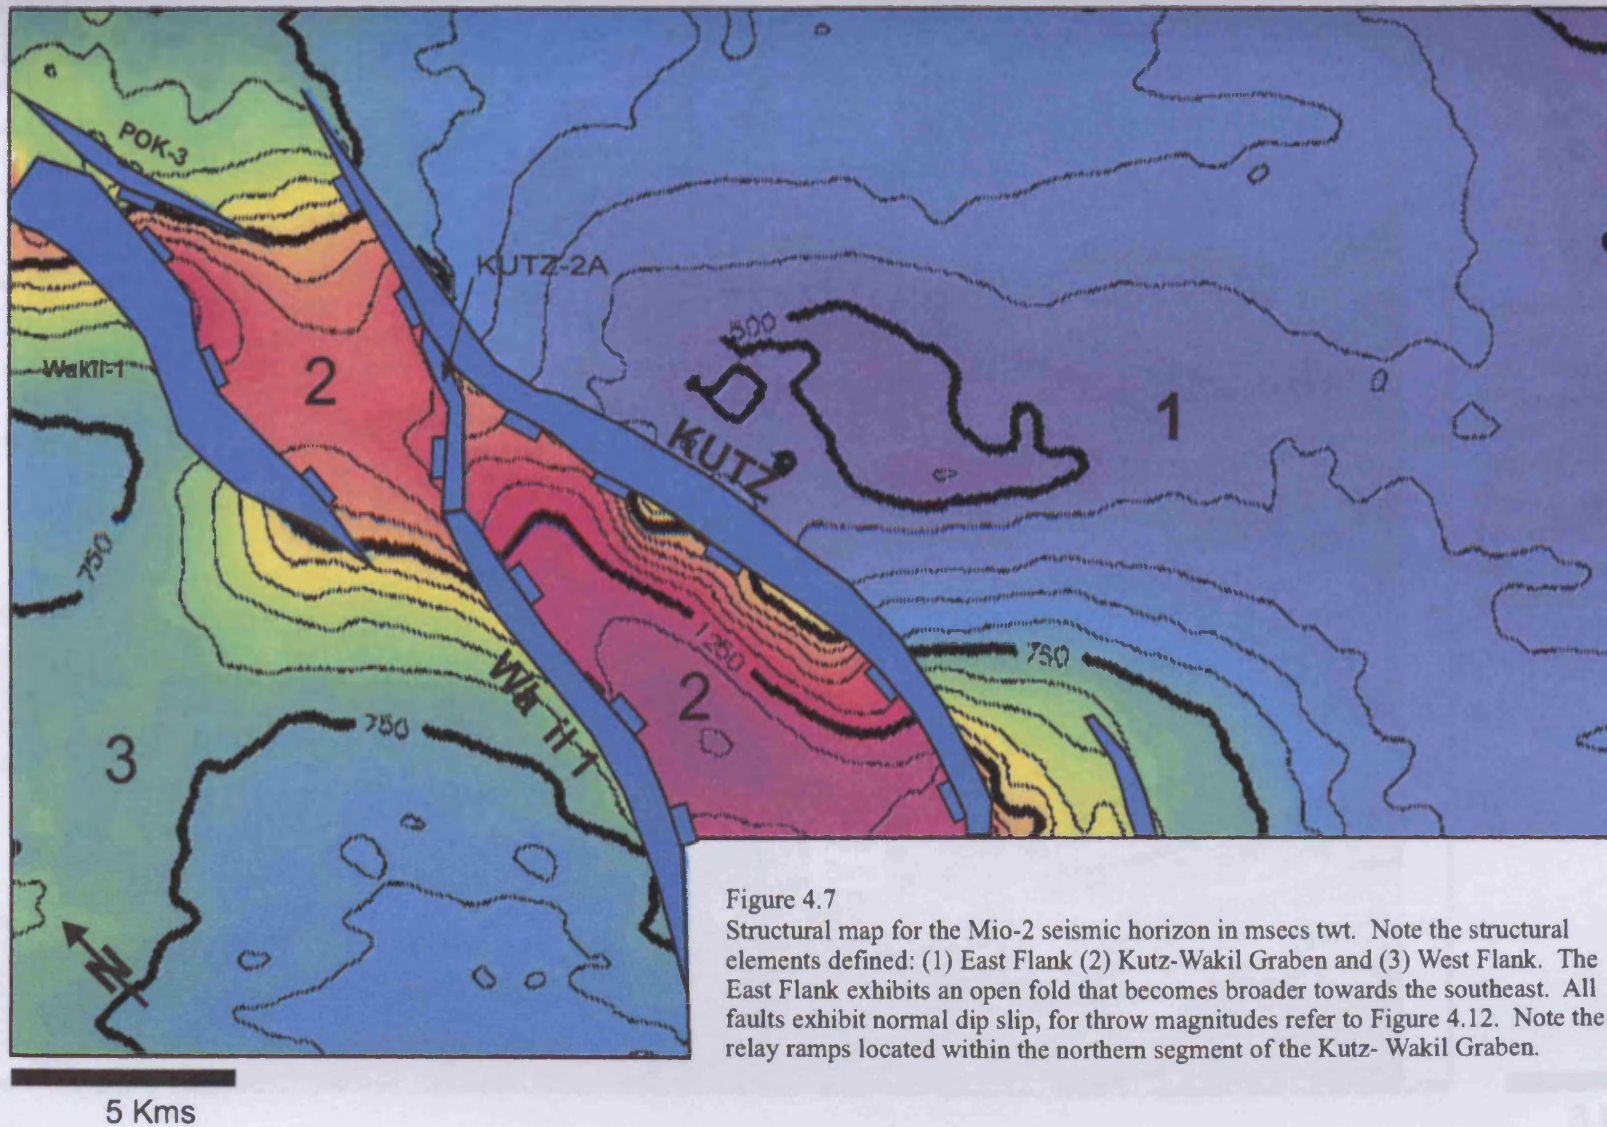 POK-3
KUTZ-2A
500
Wakil-1
2
1
KUTZ
750
1250
750
2
Wa il-1
750
3
N
Figure 4.7
Structural map for the Mio-2 seismic horizon in msecs twt. Note the structural
elements defined: (1) East Flank (2) Kutz-Wakil Graben and (3) West Flank. The
East Flank exhibits an open fold that becomes broader towards the southeast. All
faults exhibit normal dip slip, for throw magnitudes refer to Figure 4.12. Note the
relay ramps located within the northern segment of the Kutz- Wakil Graben.
5 Kms